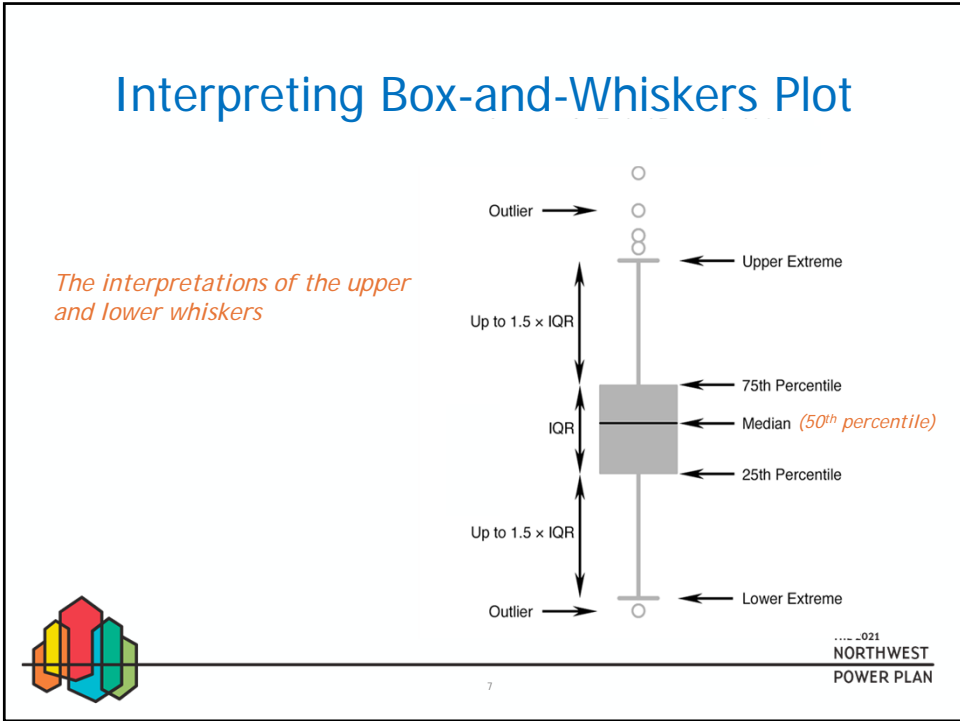 Interpreting Box-and-Whiskers Plot
The interpretations of the upper
and lower whiskers
Outlier
Upper Extreme
Up to 1.5 × IQR
75th Percentile
IQR
Median (50th percentile)
25th Percentile
Up to 1.5 × IQR
Lower Extreme
Outlier
2021
NORTHWEST
POWER PLAN
7